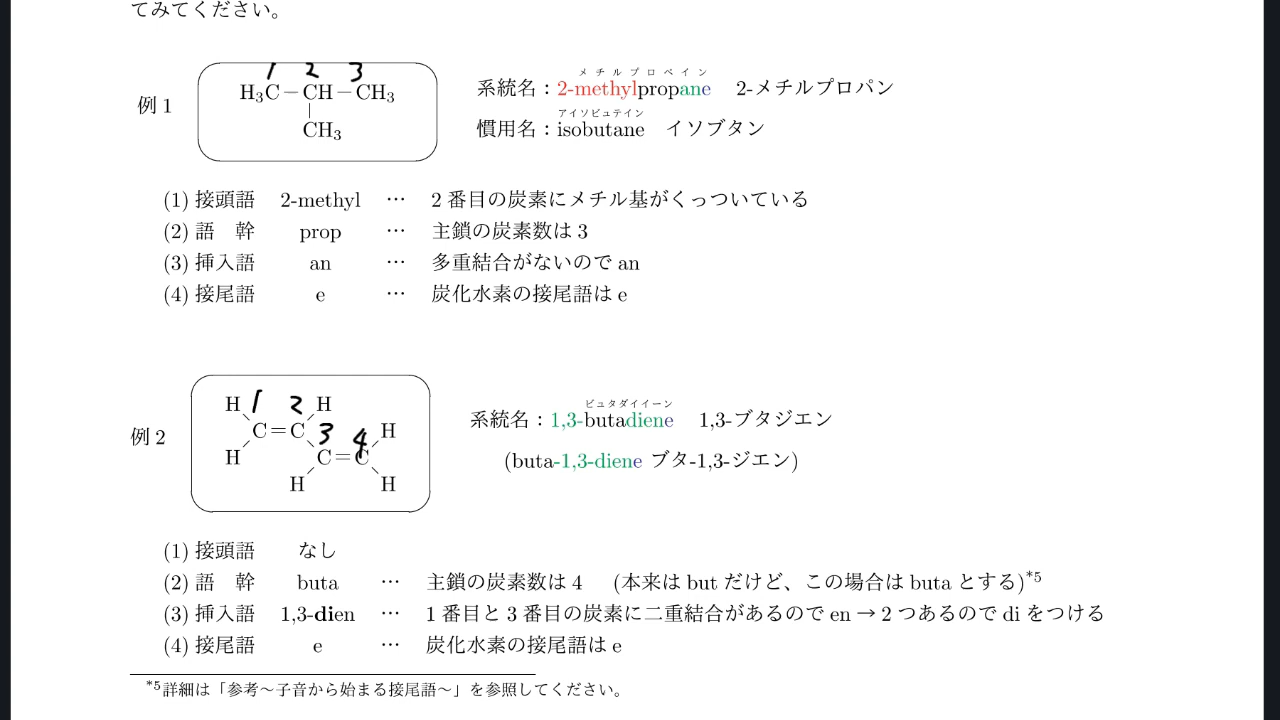 てみてください。
例 1
1 2 3
H₃C－CH－CH₃
CH₃
メチルプロペイン
系統名：2-methylpropane　2-メチルプロパン
アイソビュテイン
慣用名：isobutane　イソブタン
(1) 接頭語　2-methyl　…　2 番目の炭素にメチル基がくっついている
(2) 語　幹　prop　…　主鎖の炭素数は 3
(3) 挿入語　an　…　多重結合がないので an
(4) 接尾語　e　…　炭化水素の接尾語は e
例 2
H 1 2 H
C＝C 3 4 H
H C＝C
H H
ビュタダイイーン
系統名：1,3-butadiene　1,3-ブタジエン
(buta-1,3-diene ブタ-1,3-ジエン)
(1) 接頭語　なし
(2) 語　幹　buta　…　主鎖の炭素数は 4　(本来は but だけど、この場合は buta とする)*5
(3) 挿入語　1,3-dien　…　1 番目と 3 番目の炭素に二重結合があるので en → 2 つあるので di をつける
(4) 接尾語　e　…　炭化水素の接尾語は e
*5 詳細は「参考～子音から始まる接尾語～」を参照してください。